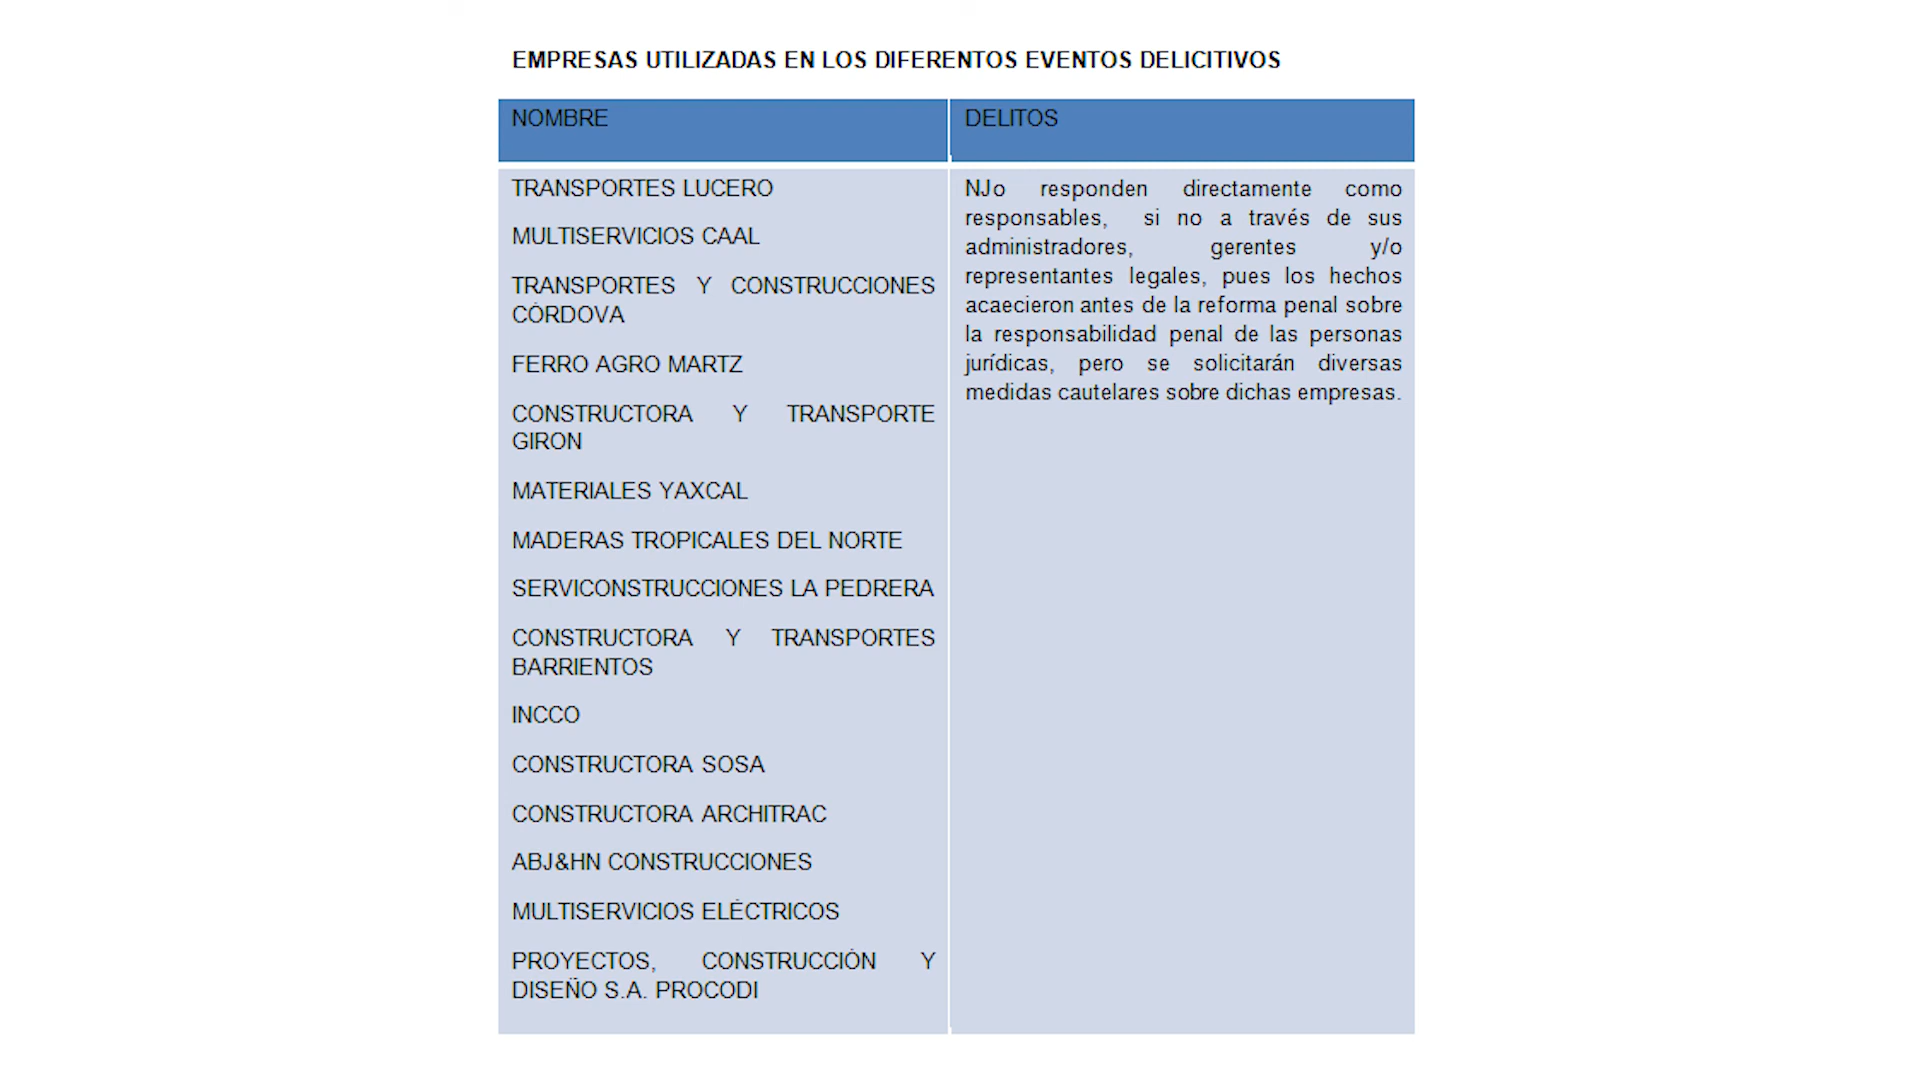 EMPRESAS UTILIZADAS EN LOS DIFERENTOS EVENTOS DELICITIVOS
NOMBRE
DELITOS
TRANSPORTES LUCERO
MULTISERVICIOS CAAL
TRANSPORTES Y CONSTRUCCIONES
CÓRDOVA
FERRO AGRO MARTZ
CONSTRUCTORA Y TRANSPORTE
GIRON
MATERIALES YAXCAL
MADERAS TROPICALES DEL NORTE
SERVICONSTRUCCIONES LA PEDRERA
CONSTRUCTORA Y TRANSPORTES
BARRIENTOS
INCCO
CONSTRUCTORA SOSA
CONSTRUCTORA ARCHITRAC
ABJ&HN CONSTRUCCIONES
MULTISERVICIOS ELÉCTRICOS
PROYECTOS, CONSTRUCCIÓN Y
DISEÑO S.A. PROCODI
NJo responden directamente como
responsables, si no a través de sus
administradores, gerentes y/o
representantes legales, pues los hechos
acaecieron antes de la reforma penal sobre
la responsabilidad penal de las personas
jurídicas, pero se solicitarán diversas
medidas cautelares sobre dichas empresas.